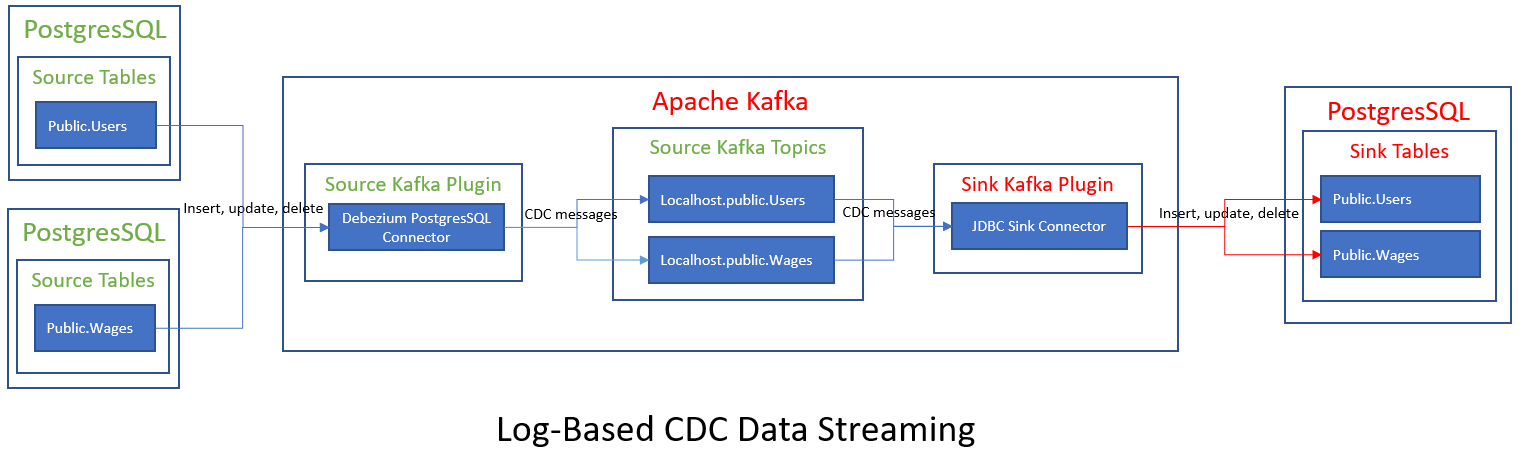 PostgresSQL
Source Tables
Public.Users
PostgresSQL
Source Tables
Public.Wages
Insert, update, delete
Apache Kafka
Source Kafka Plugin
Debezium PostgresSQL
Connector
CDC messages
Source Kafka Topics
Localhost.public.Users
Localhost.public.Wages
CDC messages
Sink Kafka Plugin
JDBC Sink Connector
Insert, update, delete
PostgresSQL
Sink Tables
Public.Users
Public.Wages
Log-Based CDC Data Streaming